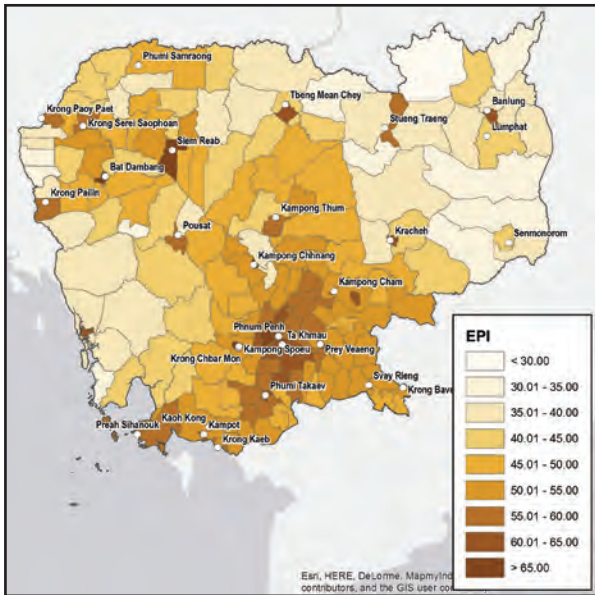 Phumi Samraong
Tbeng Mean Chey
Krong Paoy Paet
Krong Serei Saophoan
Siem Reab
Stueng Traeng
Banlung
Lumphat
Bat Dambang
Krong Pailin
Pousat
Kampong Thum
Kracheh
Senmonorom
Kampong Chhnang
Kampong Cham
Phnum Penh
Ta Khmau
Krong Chbar Mon
Kampong Spoeu
Prey Veaeng
Svay Rieng
Krong Bave
Phumi Takaev
Kaoh Kong
Preah Sihanouk
Kampot
Krong Kaeb
EPI
< 30.00
30.01 - 35.00
35.01 - 40.00
40.01 - 45.00
45.01 - 50.00
50.01 - 55.00
55.01 - 60.00
60.01 - 65.00
> 65.00
Esri, HERE, DeLorme, MapmyInd
contributors, and the GIS user con